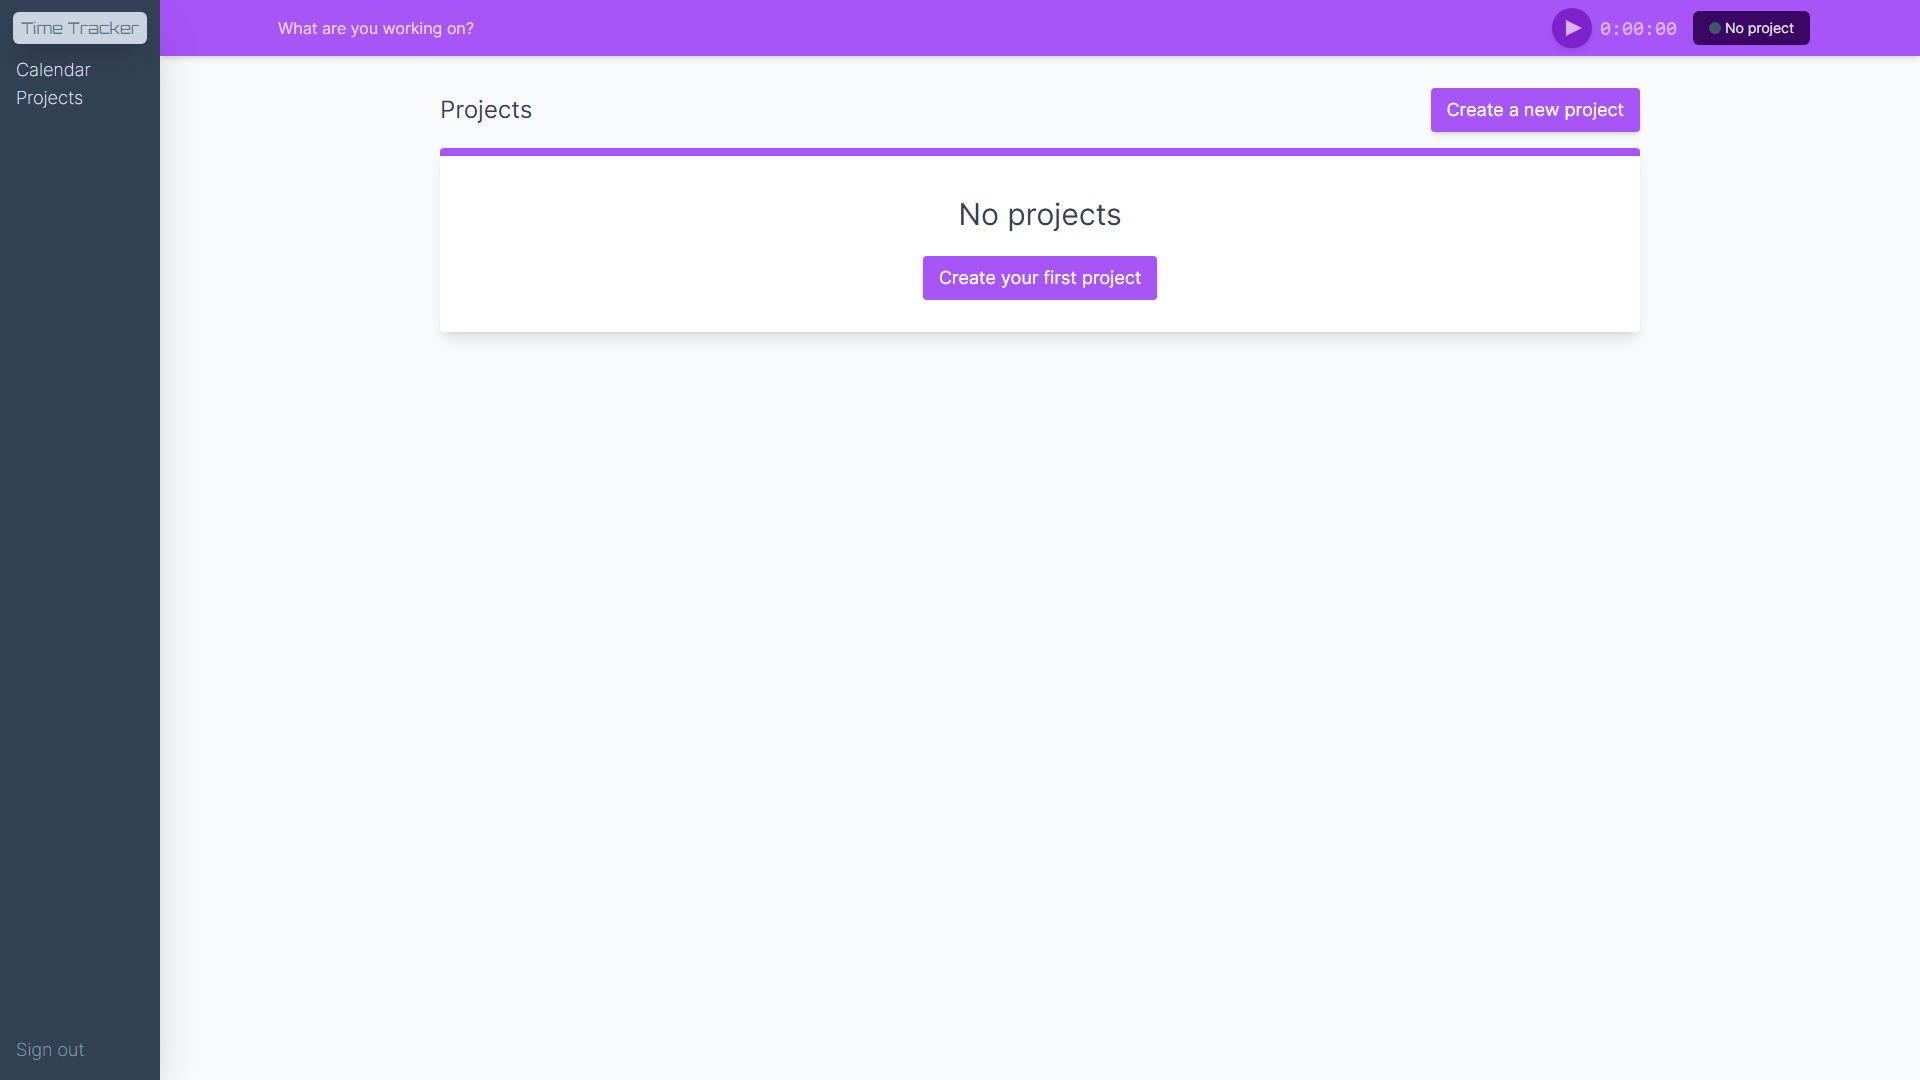 Time Tracker
Calendar
Projects
Sign out
What are you working on?
0:00:00
No project
Projects
Create a new project
No projects
Create your first project